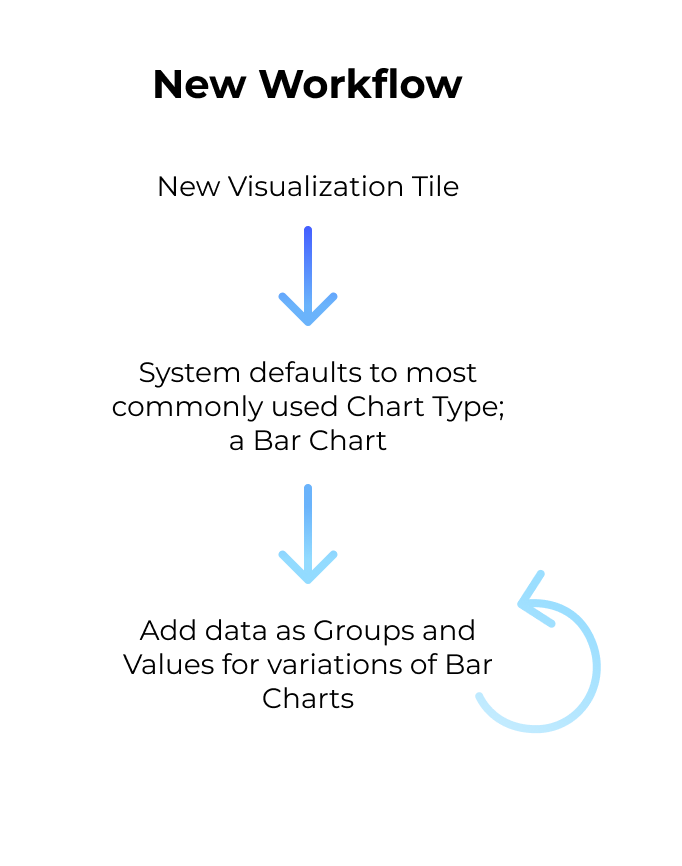 New Workflow
New Visualization Tile
System defaults to most
commonly used Chart Type;
a Bar Chart
Add data as Groups and
Values for variations of Bar
Charts